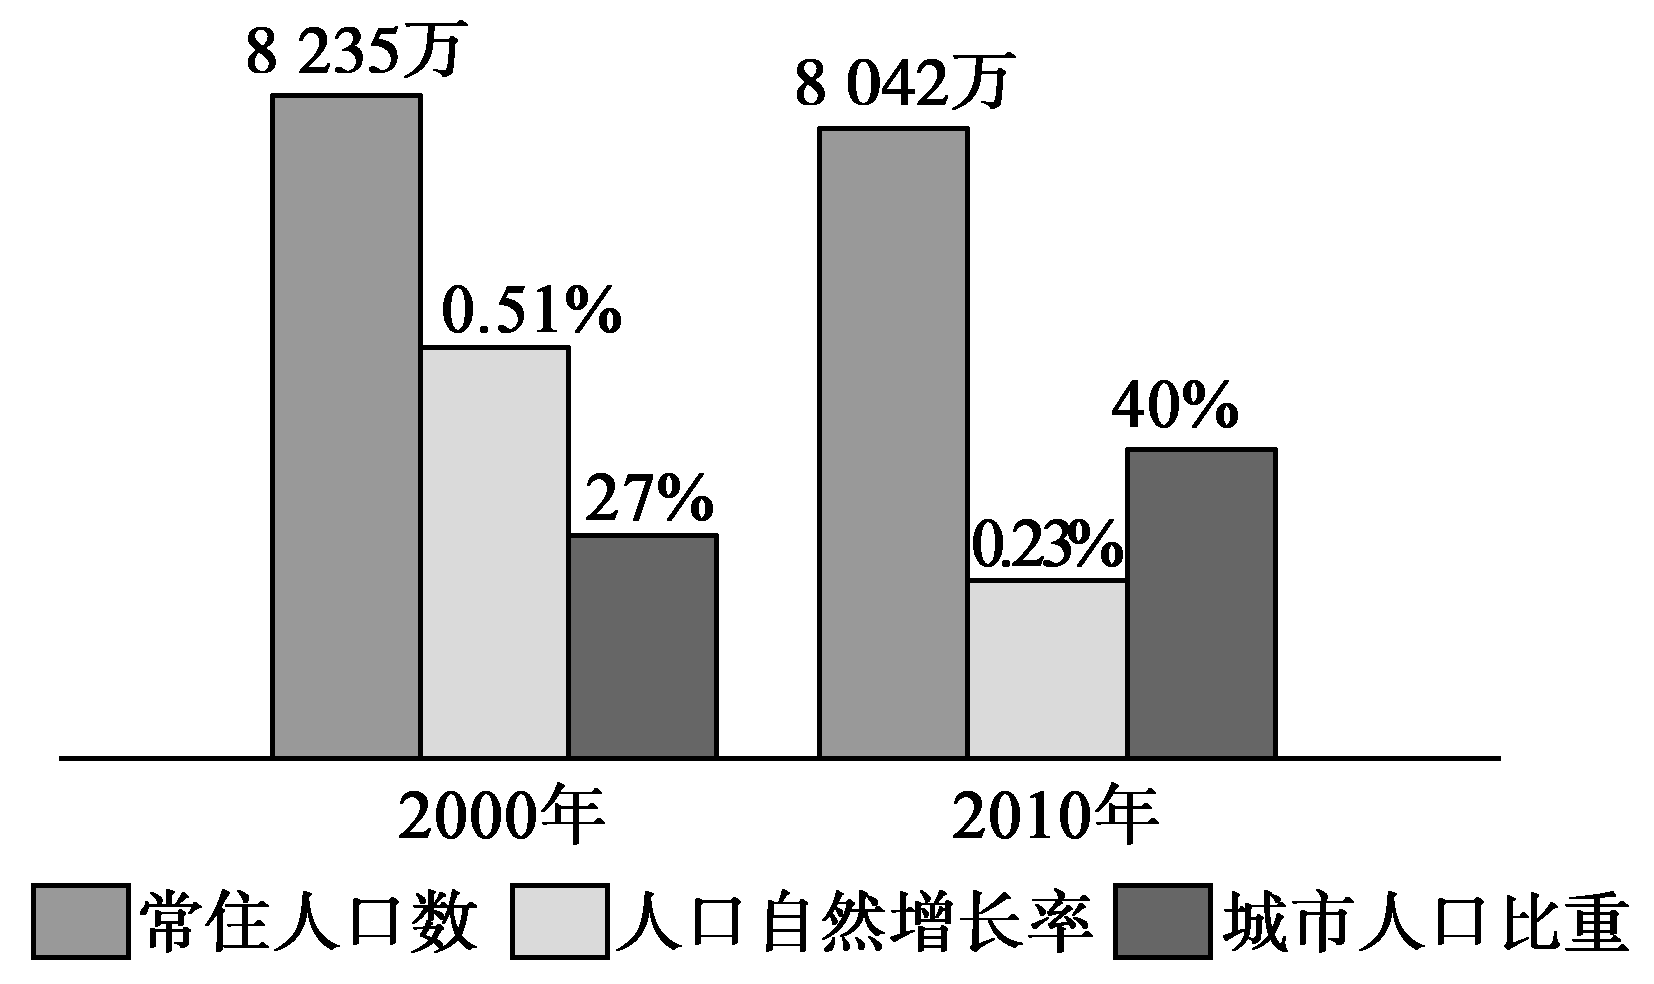 8 235万
8 042万
0.51%
40%
27%
0.23%
2000年
2010年
常住人口数 人口自然增长率 城市人口比重